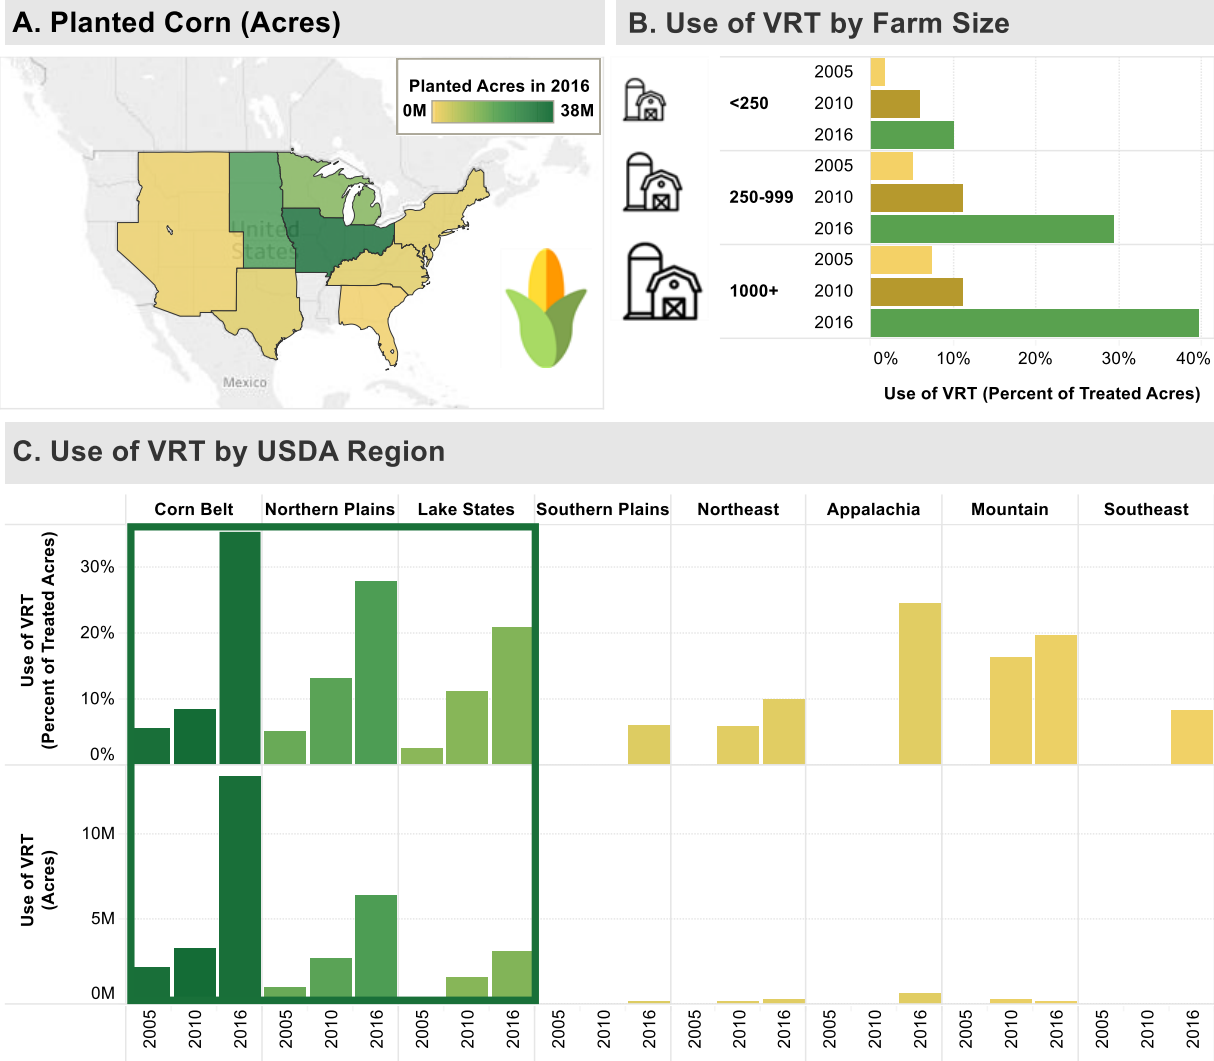 A. Planted Corn (Acres)
Planted Acres in 2016
0M 38M
United
States
Mexico
B. Use of VRT by Farm Size
<250
2005
2010
2016
250-999
2005
2010
2016
1000+
2005
2010
2016
0% 10% 20% 30% 40%
Use of VRT (Percent of Treated Acres)
C. Use of VRT by USDA Region
Corn Belt Northern Plains Lake States Southern Plains Northeast Appalachia Mountain Southeast
Use of VRT
(Percent of Treated Acres)
30%
20%
10%
0%
Use of VRT
(Acres)
10M
5M
0M
2005 2010 2016 2005 2010 2016 2005 2010 2016 2005 2010 2016 2005 2010 2016 2005 2010 2016 2005 2010 2016 2005 2010 2016